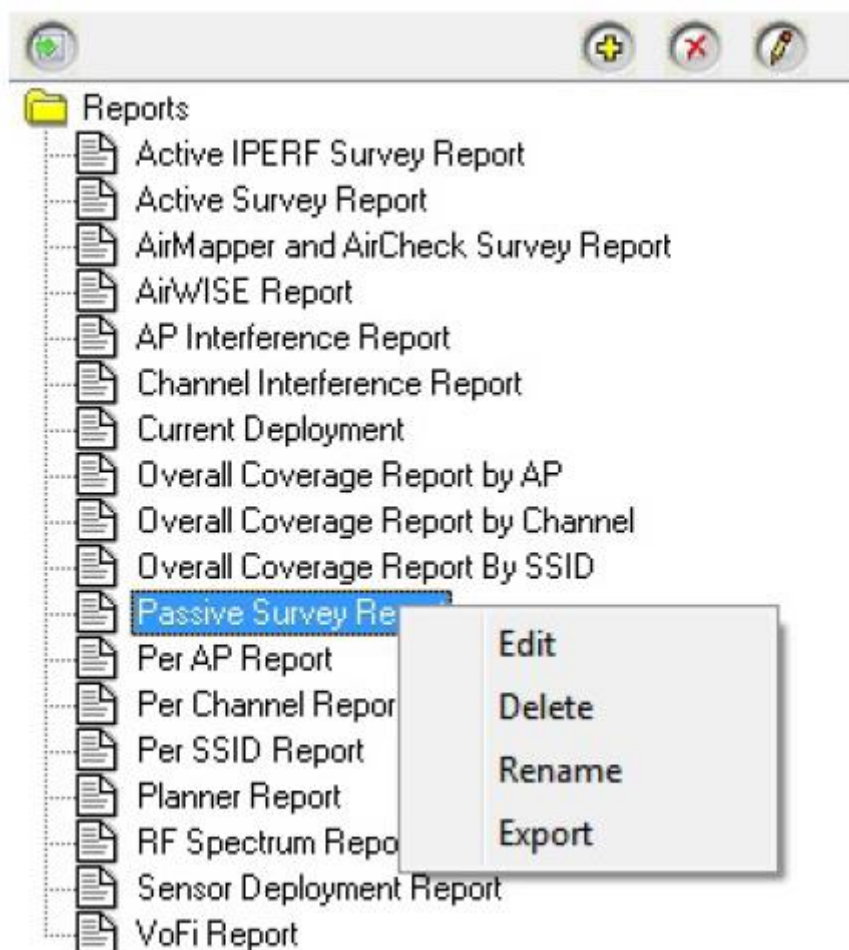 Reports
Active IPERF Survey Report
Active Survey Report
AirMapper and AirCheck Survey Report
AirWISE Report
AP Interference Report
Channel Interference Report
Current Deployment
Overall Coverage Report by AP
Overall Coverage Report by Channel
Overall Coverage Report By SSID
Passive Survey Re
Per AP Report
Per Channel Repor
Per SSID Report
Planner Report
RF Spectrum Repo
Sensor Deployment Report
VoFi Report
Edit
Delete
Rename
Export